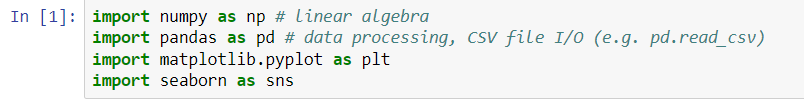 In [1]: import numpy as np # linear algebra
import pandas as pd # data processing, CSV file I/O (e.g. pd.read_csv)
import matplotlib.pyplot as plt
import seaborn as sns